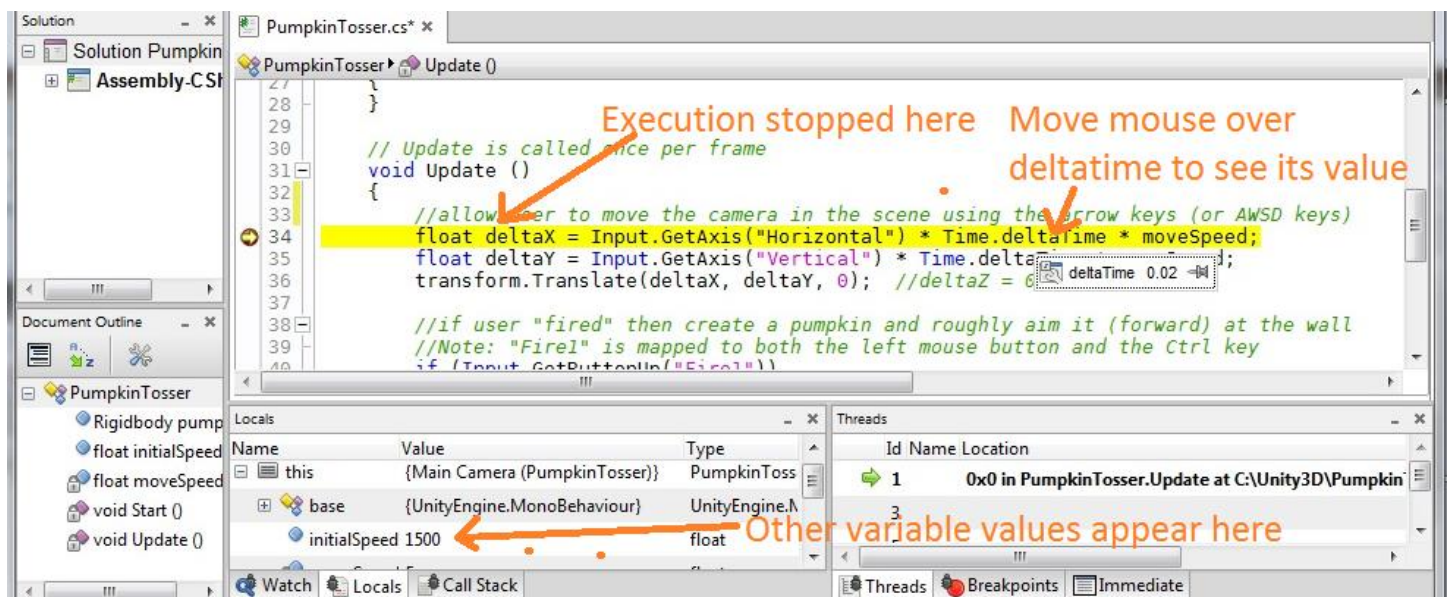 Solution
Solution Pumpkin
Assembly-CSh
Document Outline
PumpkinTosser
Rigidbody pump
float initialSpeed
float moveSpeed
void Start ()
void Update ()
PumpkinTosser.cs*
PumpkinTosser Update ()
27 {
28 }
29
30 // Update is called once per frame
31 void Update ()
32 {
33 //allow user to move the camera in the scene using the arrow keys (or AWSD keys)
34 float deltaX = Input.GetAxis("Horizontal") * Time.deltaTime * moveSpeed;
35 float deltaY = Input.GetAxis("Vertical") * Time.delta d;
36 transform.Translate(deltaX, deltaY, 0); //deltaZ =
37
38 //if user "fired" then create a pumpkin and roughly aim it (forward) at the wall
39 //Note: "Fire1" is mapped to both the left mouse button and the Ctrl key
40 if (Input.GetButtonUp("Fire1"))
deltaTime 0.02
Execution stopped here
Move mouse over
deltatime to see its value
Locals
Name Value Type
this {Main Camera (PumpkinTosser)} PumpkinToss
base {UnityEngine.MonoBehaviour} UnityEngine.M
initialSpeed 1500 float
Other variable values appear here
Watch Locals Call Stack
Threads
Id Name Location
1 0x0 in PumpkinTosser.Update at C:\Unity3D\Pumpkin
3
Threads Breakpoints Immediate